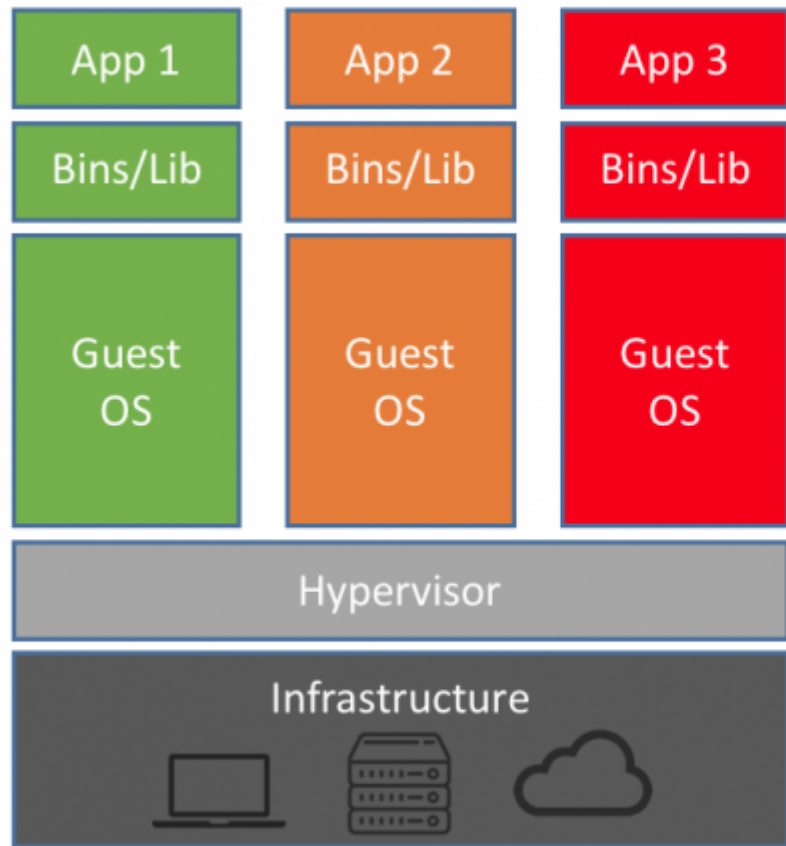 App 1
App 2
App 3
Bins/Lib
Bins/Lib
Bins/Lib
Guest
OS
Guest
OS
Guest
OS
Hypervisor
Infrastructure